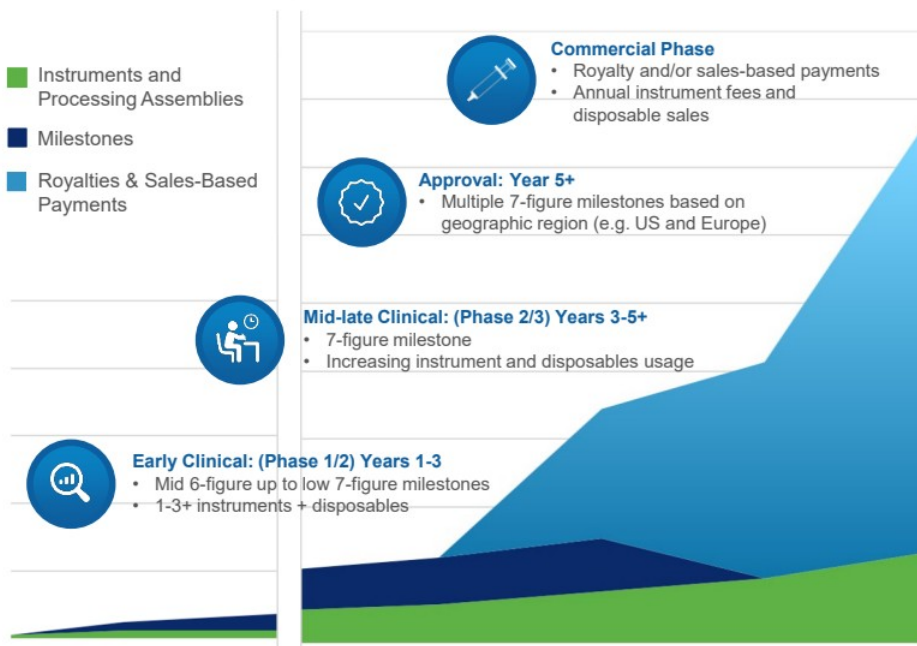 Instruments and
Processing Assemblies
Milestones
Royalties & Sales-Based
Payments
Commercial Phase
• Royalty and/or sales-based payments
• Annual instrument fees and
disposable sales
Approval: Year 5+
• Multiple 7-figure milestones based on
geographic region (e.g. US and Europe)
Mid-late Clinical: (Phase 2/3) Years 3-5+
• 7-figure milestone
• Increasing instrument and disposables usage
Early Clinical: (Phase 1/2) Years 1-3
• Mid 6-figure up to low 7-figure milestones
• 1-3+ instruments + disposables